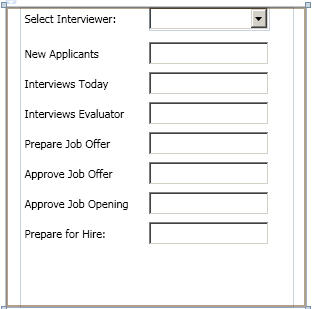 Select Interviewer:
New Applicants
Interviews Today
Interviews Evaluator
Prepare Job Offer
Approve Job Offer
Approve Job Opening
Prepare for Hire: